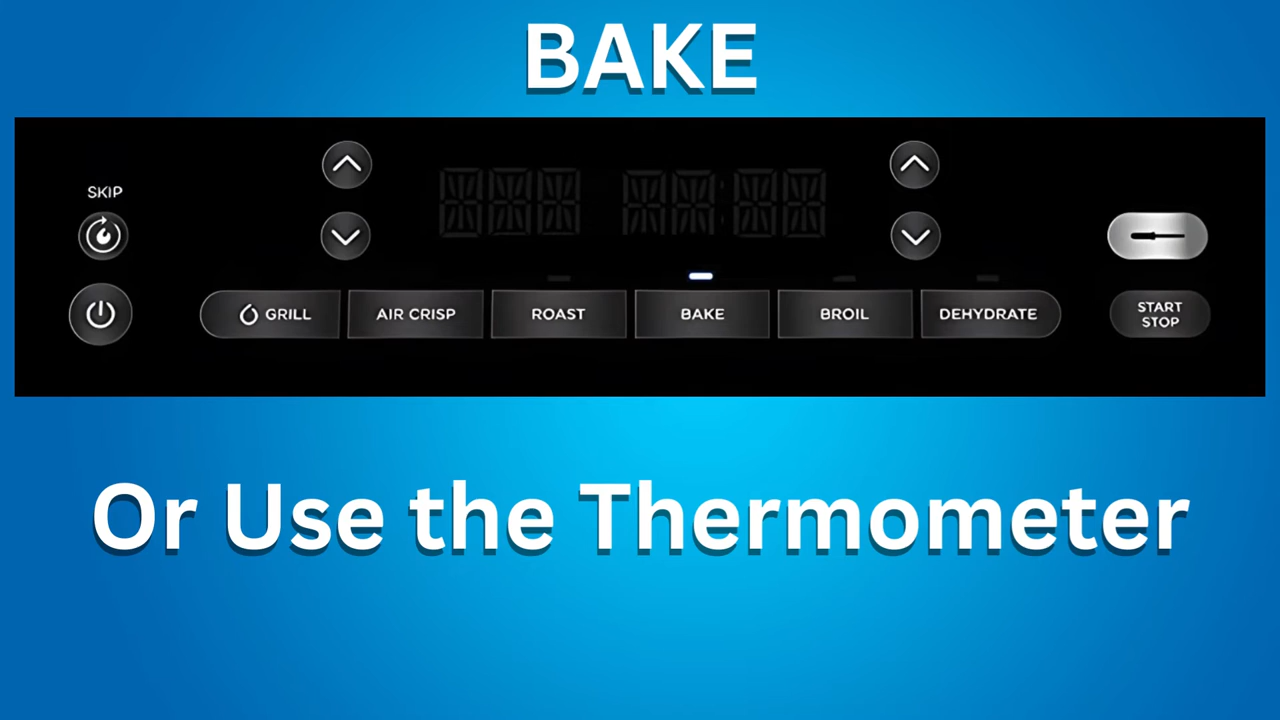 BAKE
SKIP
GRILL
AIR CRISP
ROAST
BAKE
BROIL
DEHYDRATE
START
STOP
Or Use the Thermometer